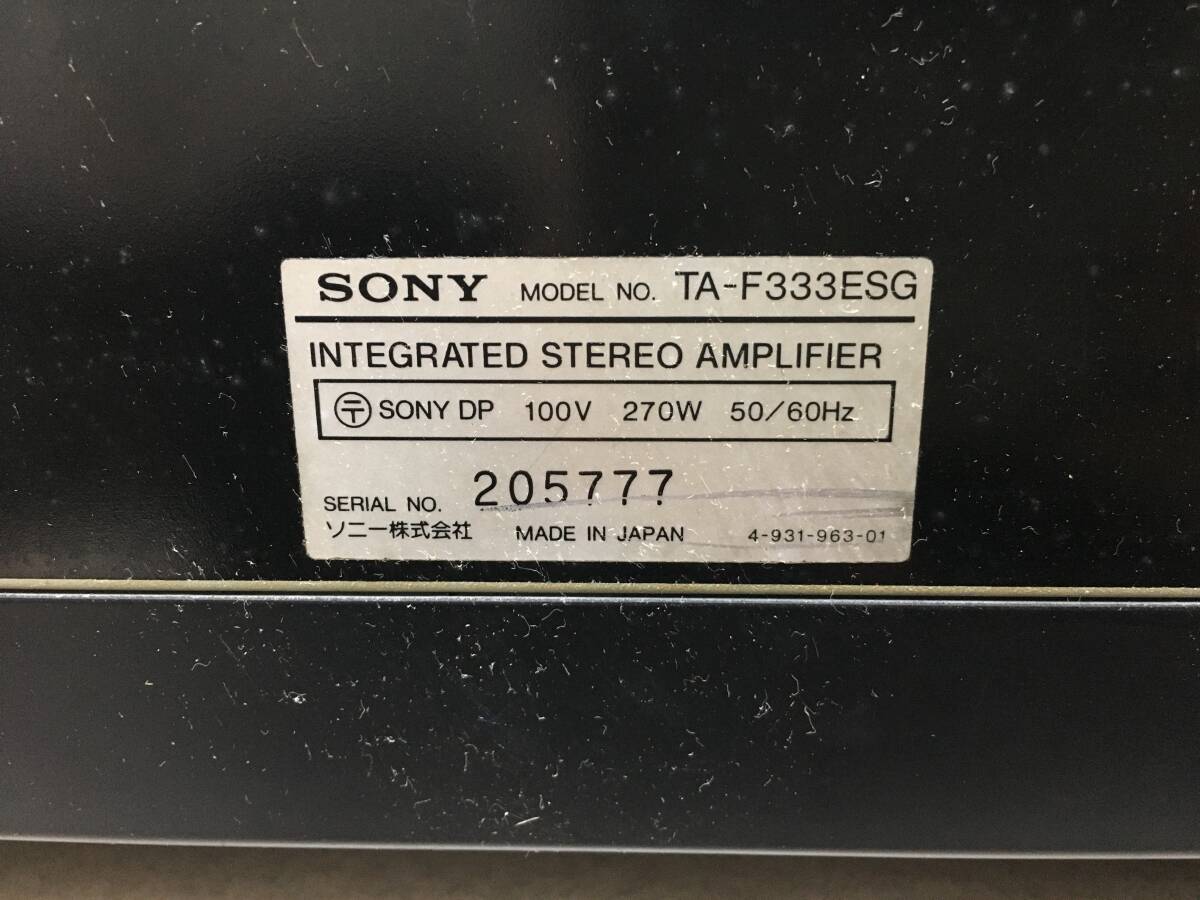 SONY MODEL NO. TA-F333ESG
INTEGRATED STEREO AMPLIFIER
〶 SONY DP 100V 270W 50/60Hz
SERIAL NO. 205777
ソニー株式会社 MADE IN JAPAN 4-931-963-01